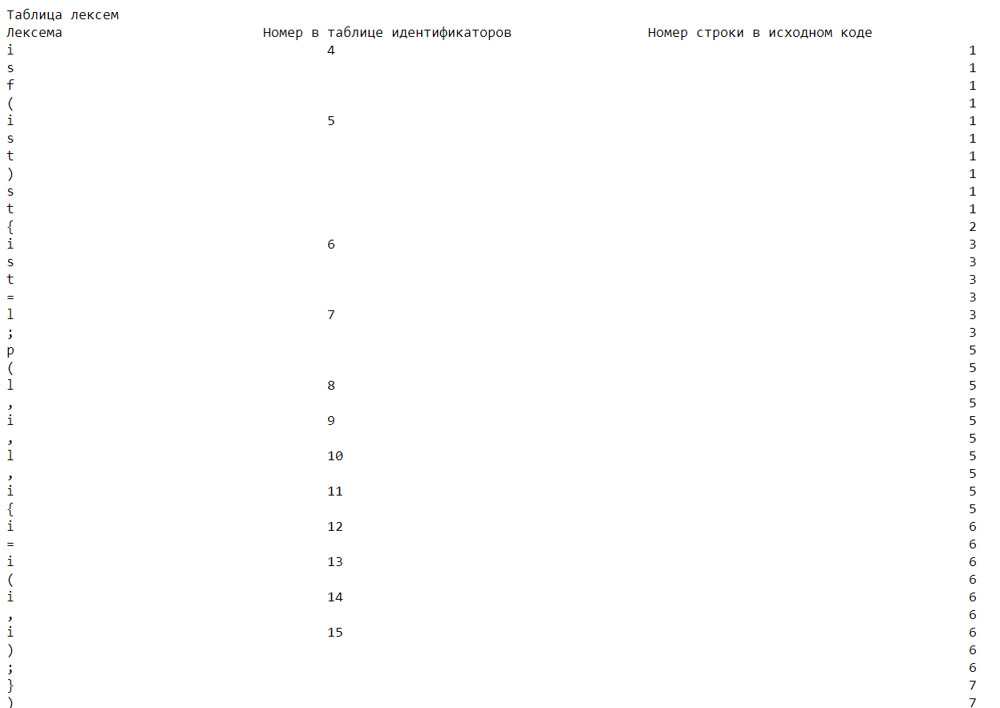 Таблица лексем
Лексема Номер в таблице идентификаторов Номер строки в исходном коде
i 4 1
s 1
f 1
( 1
i 5 1
s 1
t 1
) 1
s 1
t 1
{ 2
i 6 3
s 3
t 3
= 3
l 7 3
; 3
p 5
( 5
l 8 5
, 5
i 9 5
, 5
l 10 5
, 5
i 11 5
{ 5
i 12 6
= 6
i 13 6
( 6
i 14 6
, 6
i 15 6
) 6
; 6
} 7
) 7